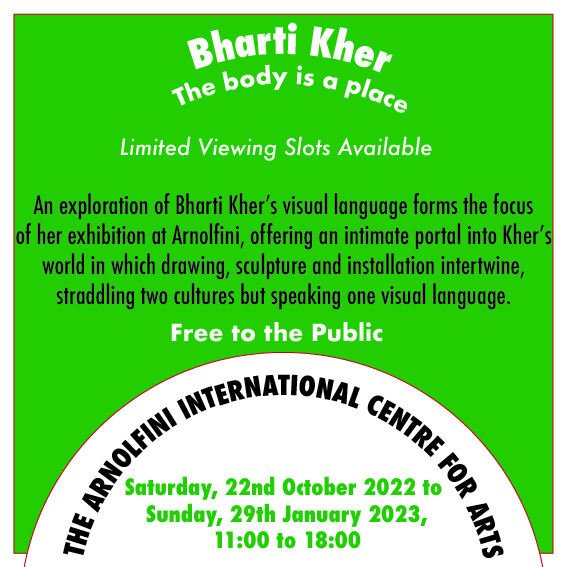 Bharti Kher
The body is a place
Limited Viewing Slots Available
An exploration of Bharti Kher's visual language forms the focus
of her exhibition at Arnolfini, offering an intimate portal into Kher's
world in which drawing, sculpture and installation intertwine,
straddling two cultures but speaking one visual language.
Free to the Public
THE ARNOLFINI INTERNATIONAL CENTRE FOR ARTS
Saturday, 22nd October 2022 to
Sunday, 29th January 2023,
11:00 to 18:00